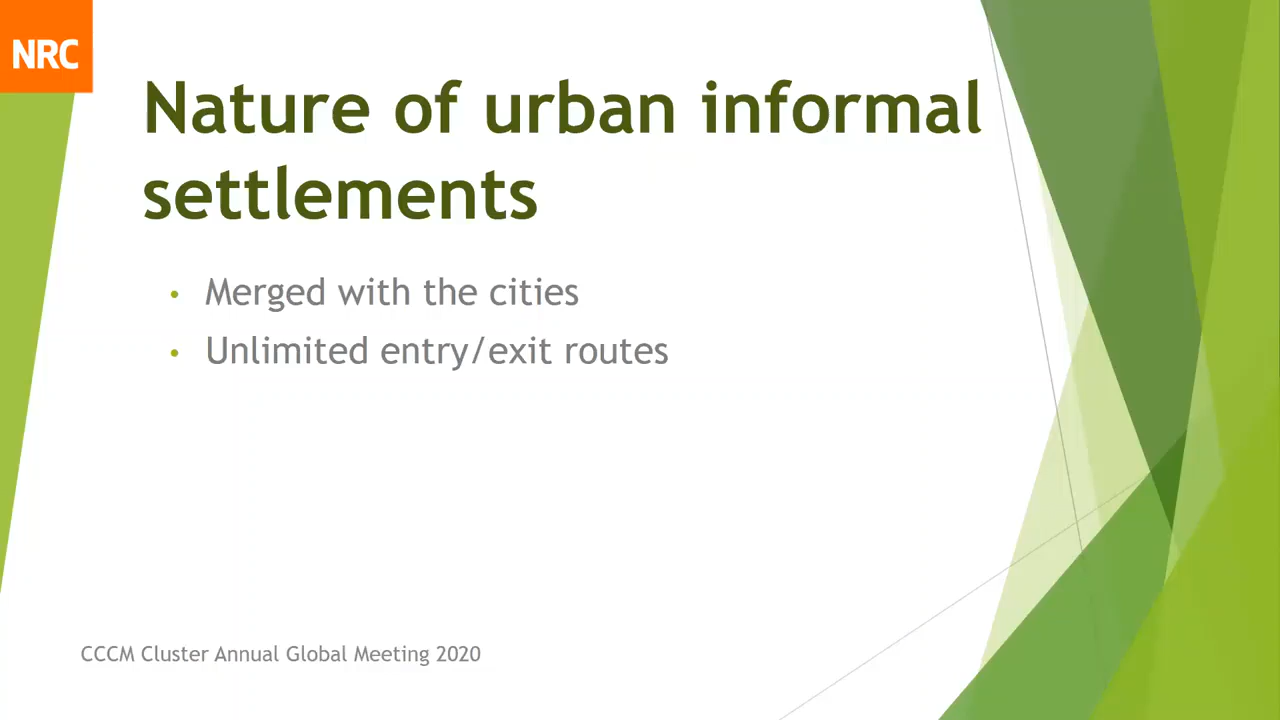 NRC
Nature of urban informal
settlements
• Merged with the cities
• Unlimited entry/exit routes
CCCM Cluster Annual Global Meeting 2020